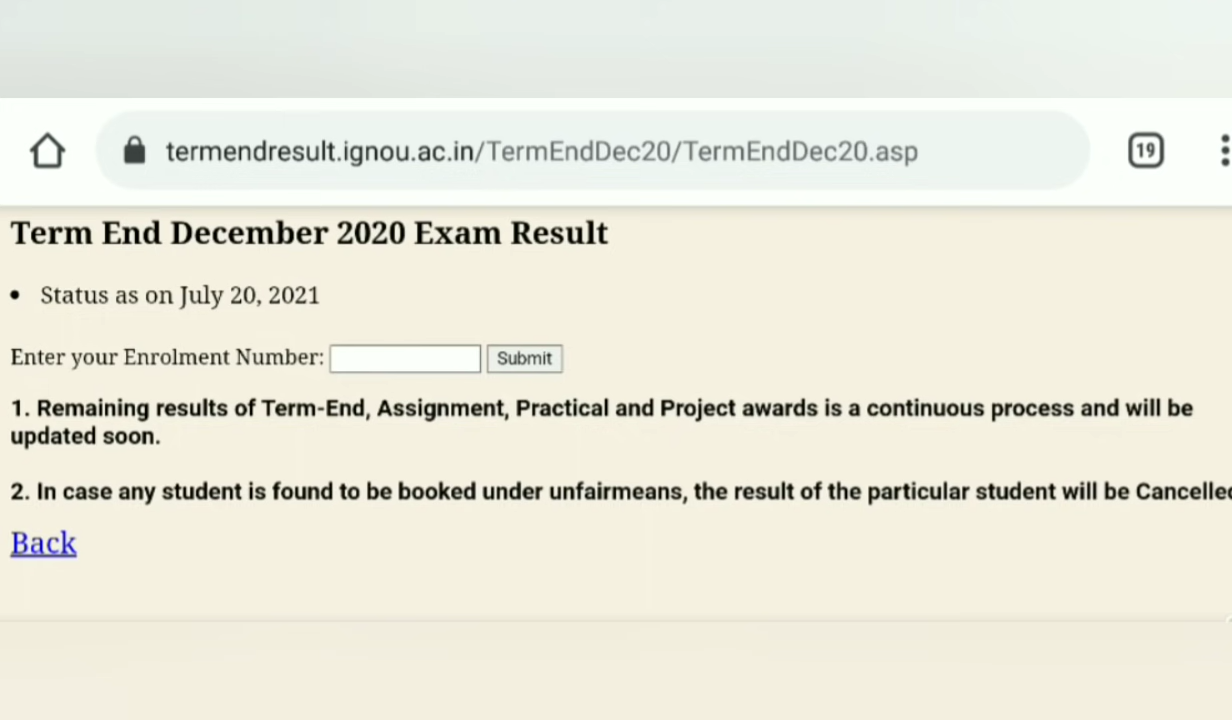 termendresult.ignou.ac.in/TermEndDec20/TermEndDec20.asp
19
Term End December 2020 Exam Result
• Status as on July 20, 2021
Enter your Enrolment Number: Submit
1. Remaining results of Term-End, Assignment, Practical and Project awards is a continuous process and will be
updated soon.
2. In case any student is found to be booked under unfairmeans, the result of the particular student will be Cancelled
Back